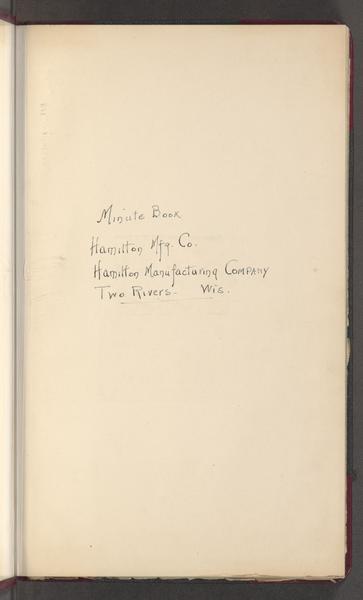 Minute Book
Hamilton Mfg. Co.
Hamilton Manufacturing Company
Two Rivers - Wis.